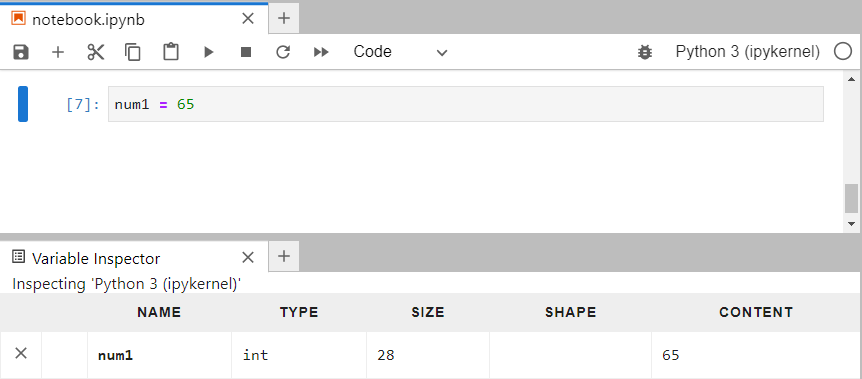 notebook.ipynb
Code
Python 3 (ipykernel)
[7]: num1 = 65
Variable Inspector
Inspecting 'Python 3 (ipykernel)'
NAME TYPE SIZE SHAPE CONTENT
num1 int 28 65